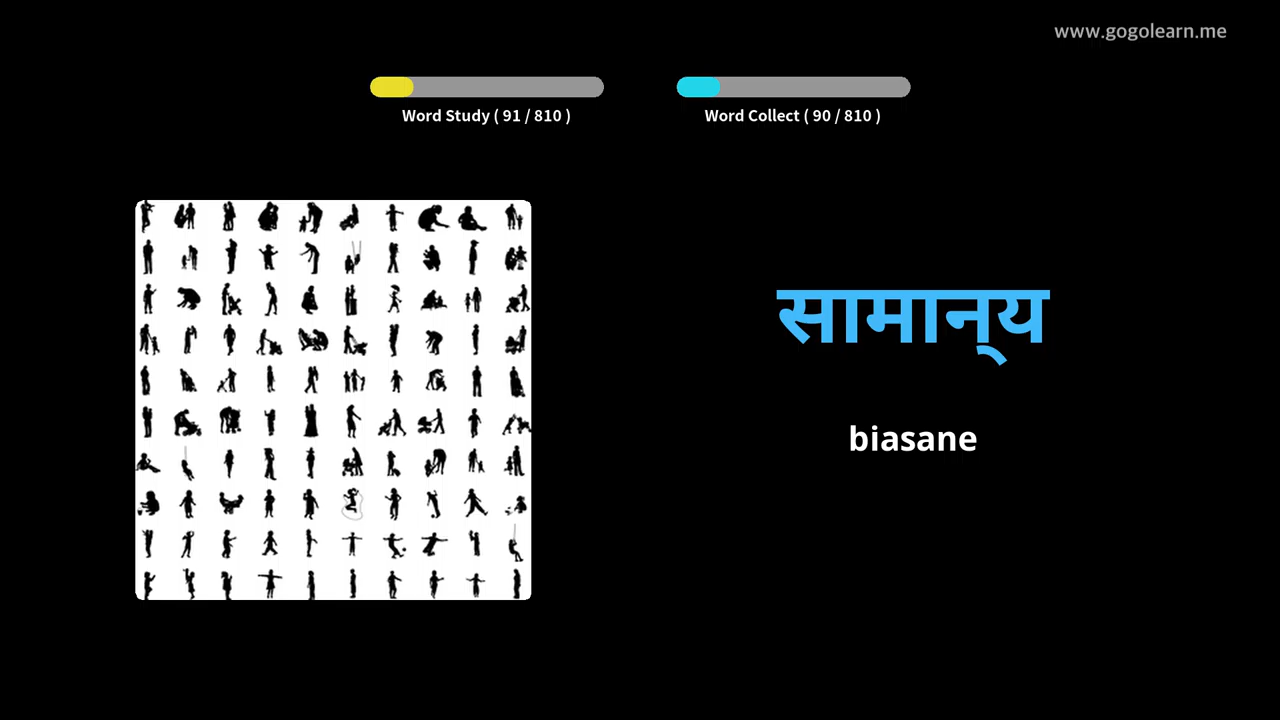 www.gogolearn.me
Word Study ( 91 / 810 )
Word Collect ( 90 / 810 )
सामान्‌य
biasane